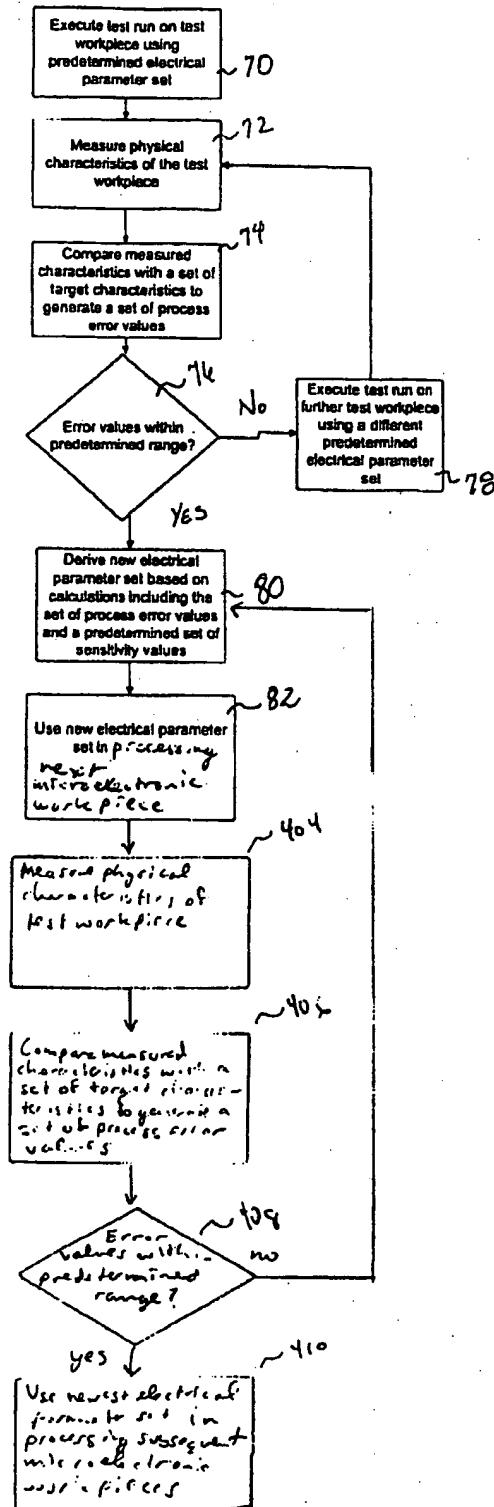 Execute test run on test
workpiece using
predetermined electrical
parameter set
70
72
Measure physical
characteristics of the test
workpiece
74
Compare measured
characteristics with a set of
target characteristics to
generate a set of process
error values
76
Error values within
predetermined range?
No
Execute test run on
further test workpiece
using a different
predetermined
electrical parameter
set
78
YES
Derive new electrical
parameter set based on
calculations including the
set of process error values
and a predetermined set of
sensitivity values
80
82
Use new electrical parameter
set in processing
next
microelectronic
workpiece
404
Measure physical
characteristics of
test workpiece
406
Compare measured
characteristics with a
set of target charac-
teristics to generate a
set of process error
values
408
Error
values within
predetermined
range?
no
yes
410
Use newest electrical
set in
processing subsequent
microelectronic
workpieces